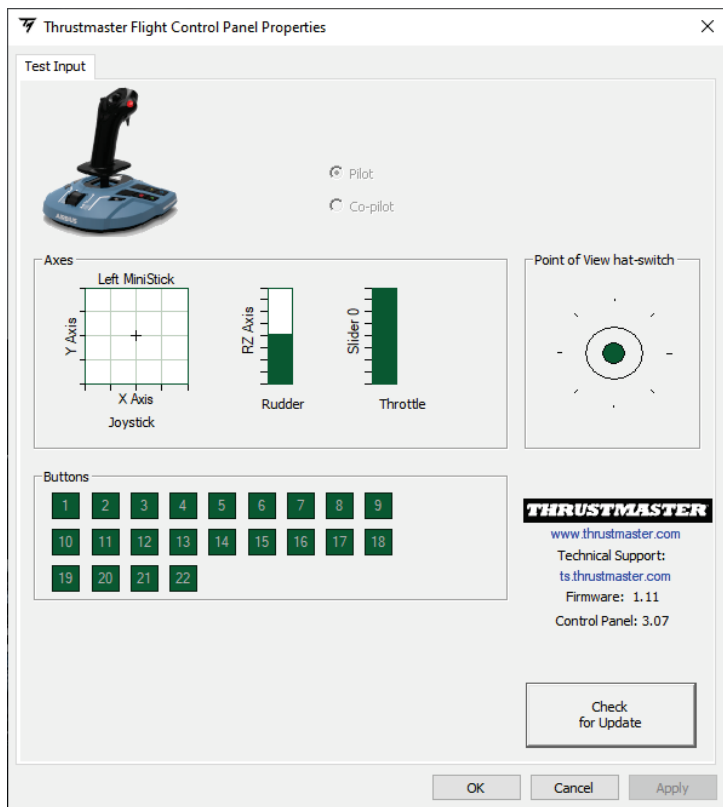 Thrustmaster Flight Control Panel Properties
Test Input
AIRBUS
Pilot
Co-pilot
Axes
Left MiniStick
Y Axis
X Axis
Joystick
RZ Axis
Rudder
Slider 0
Throttle
Point of View hat-switch
Buttons
1 2 3 4 5 6 7 8 9
10 11 12 13 14 15 16 17 18
19 20 21 22
THRUSTMASTER
www.thrustmaster.com
Technical Support:
ts.thrustmaster.com
Firmware: 1.11
Control Panel: 3.07
Check
for Update
OK Cancel Apply